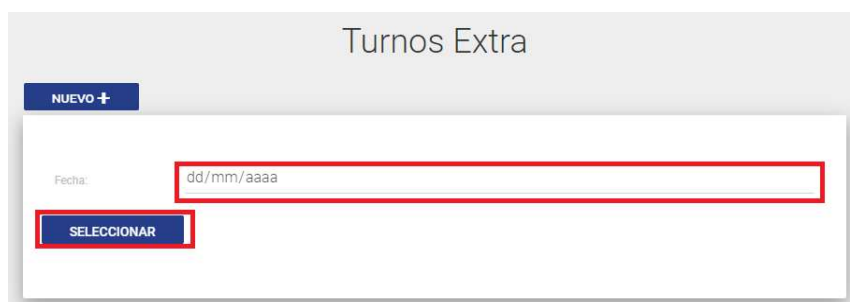 Turnos Extra
NUEVO +
Fecha: dd/mm/aaaa
SELECCIONAR